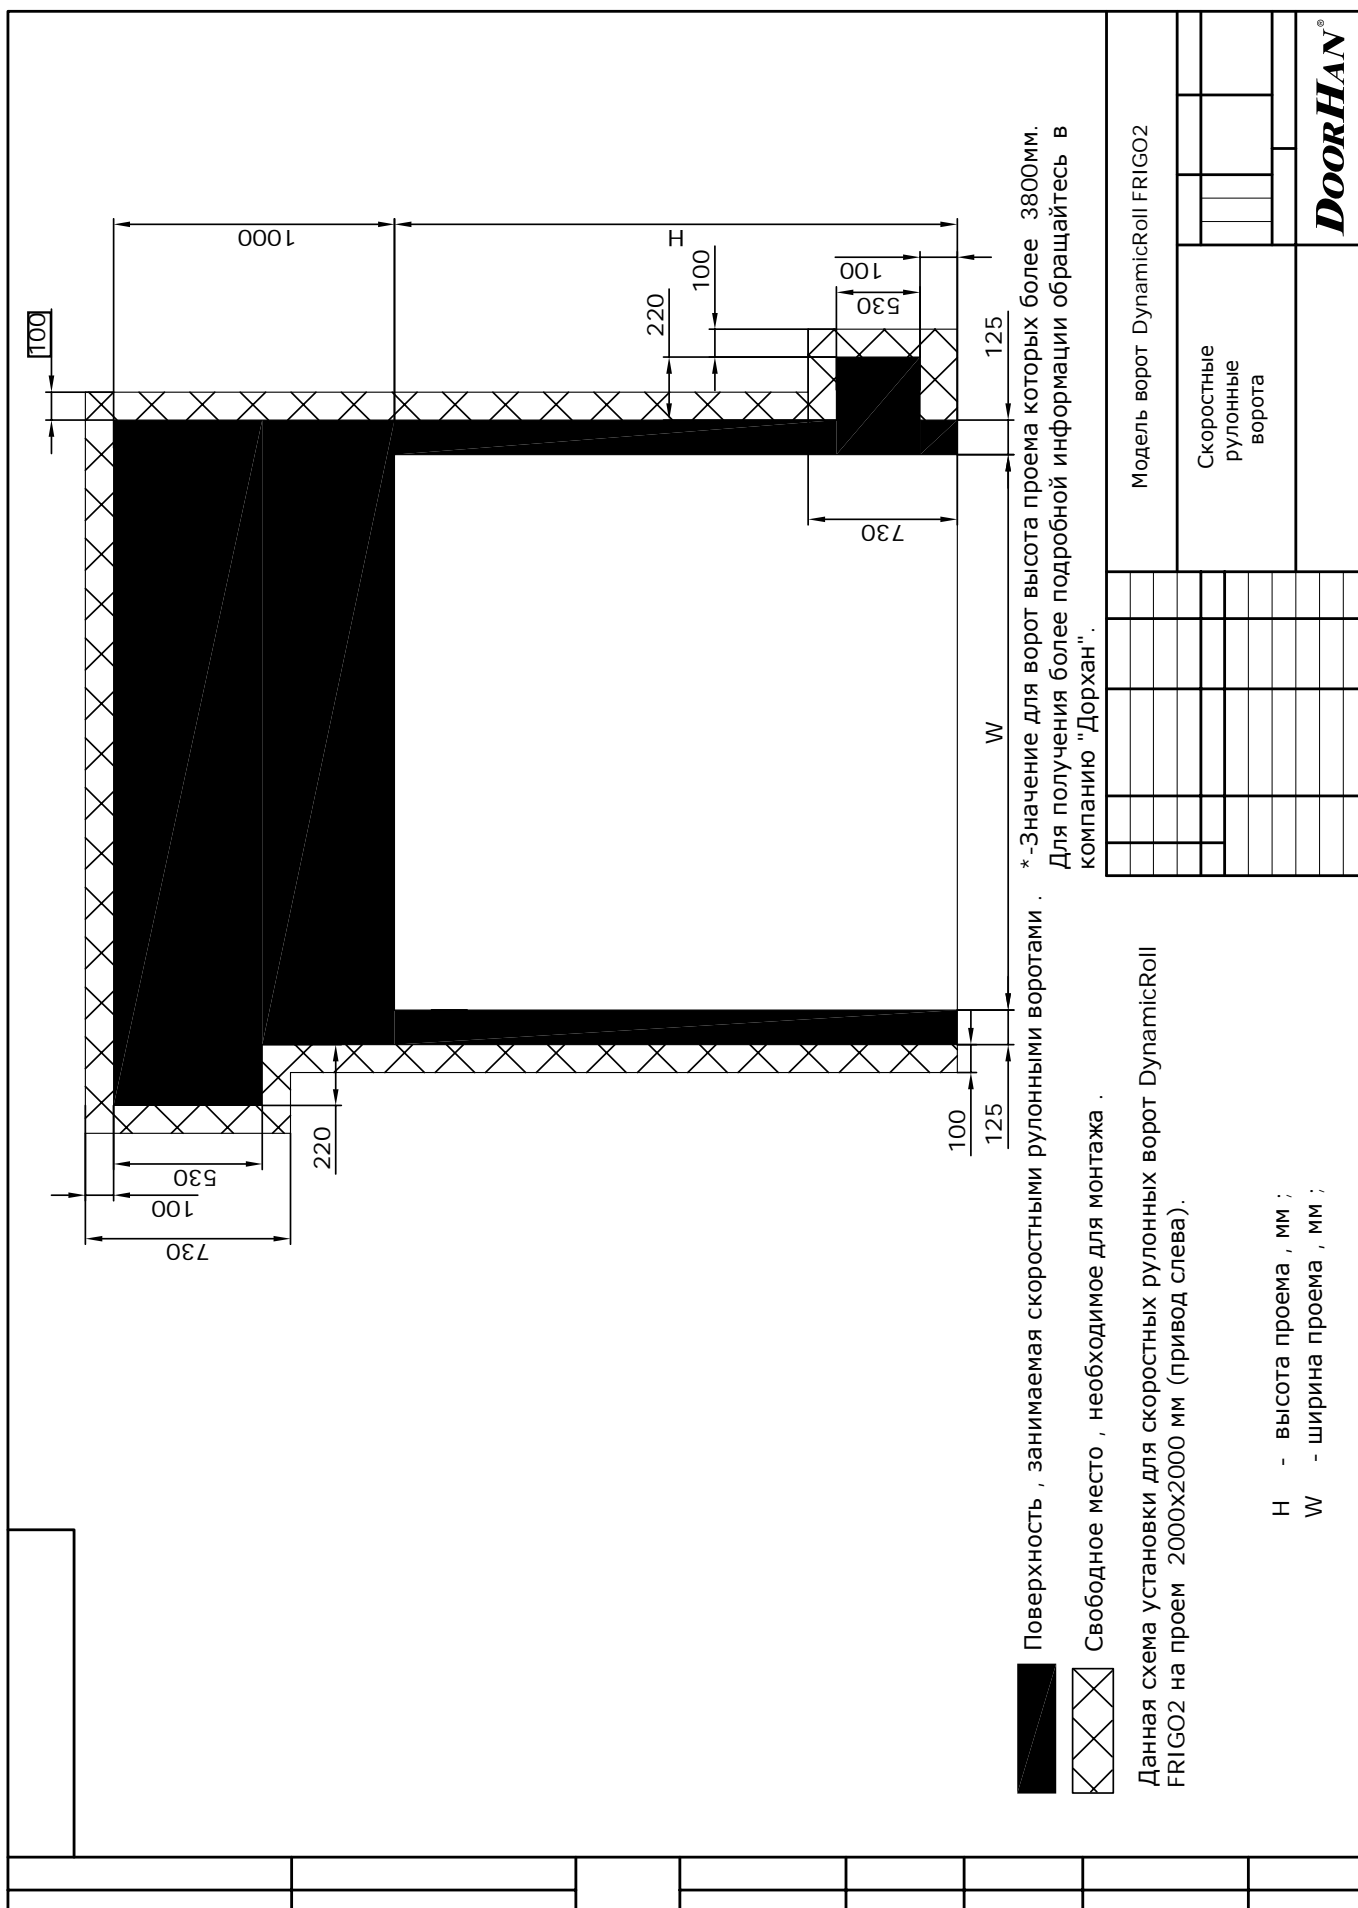 100
1000
H
220
100
100
530
125
730
W
730
100
530
220
100
125
Поверхность , занимаемая скоростными рулонными воротами .
Свободное место , необходимое для монтажа .
*-Значение для ворот высота проема которых более 3800мм.
Для получения более подробной информации обращайтесь в
компанию "Дорхан".
Данная схема установки для скоростных рулонных ворот DynamicRoll
FRIGO2 на проем 2000x2000 мм (привод слева).
H - высота проема , мм ;
W - ширина проема , мм ;
Модель ворот DynamicRoll FRIGO2
Скоростные
рулонные
ворота
DOORHAN®